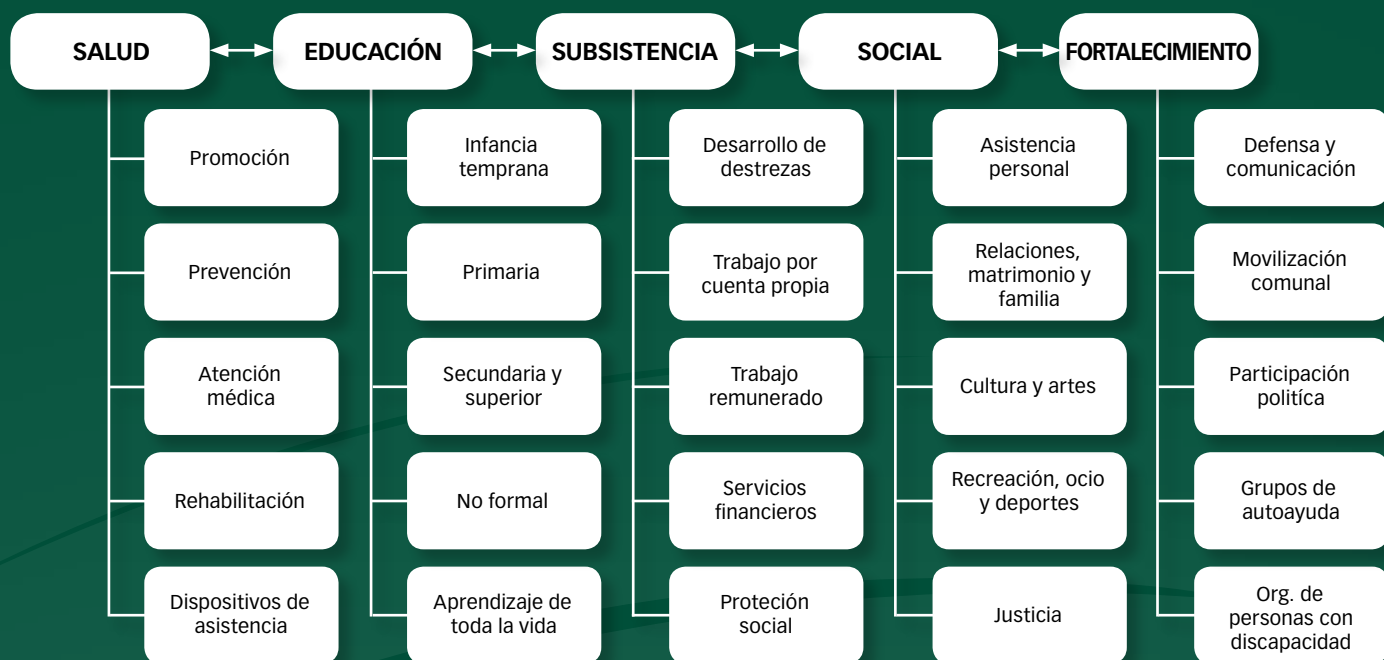 SALUD
EDUCACIÓN
SUBSISTENCIA
SOCIAL
FORTALECIMIENTO
Promoción
Prevención
Atención
médica
Rehabilitación
Dispositivos de
asistencia
Infancia
temprana
Primaria
Secundaria y
superior
No formal
Aprendizaje de
toda la vida
Desarrollo de
destrezas
Trabajo por
cuenta propia
Trabajo
remunerado
Servicios
financieros
Proteción
social
Asistencia
personal
Relaciones,
matrimonio y
familia
Cultura y artes
Recreación, ocio
y deportes
Justicia
Defensa y
comunicación
Movilización
comunal
Participación
politíca
Grupos de
autoayuda
Org. de
personas con
discapacidad